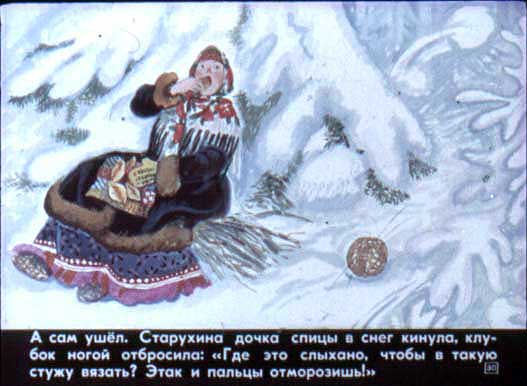 А сам ушёл. Старухина дочка спицы в снег кинула, клу-
бок ногой отбросила: «Где это слыхано, чтобы в такую
стужу вязать? Этак и пальцы отморозишь!»
30